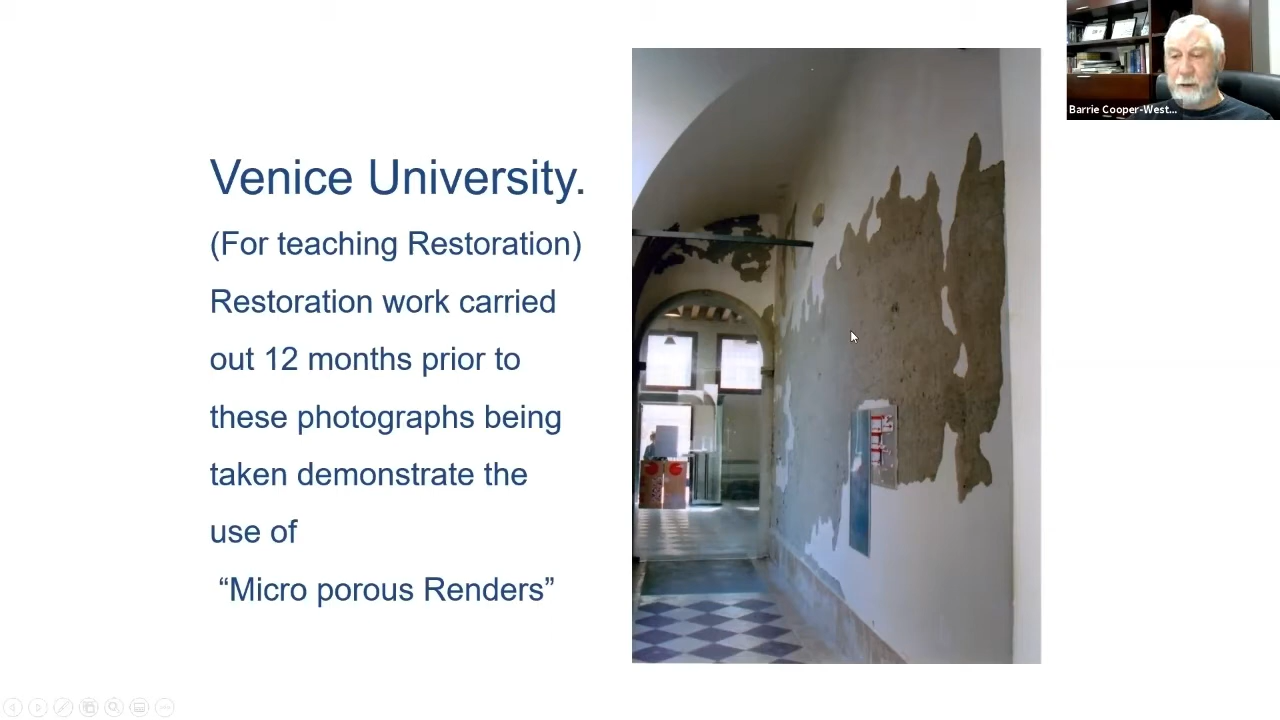 Venice University.
(For teaching Restoration)
Restoration work carried
out 12 months prior to
these photographs being
taken demonstrate the
use of
“Micro porous Renders”
Barrie Cooper-West...